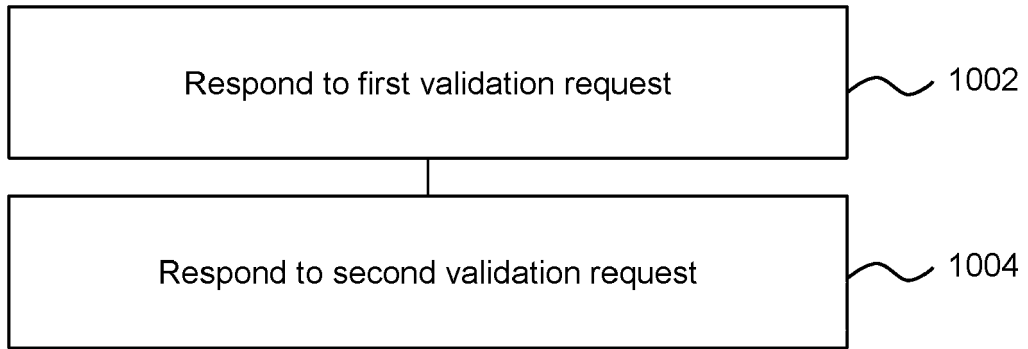 Respond to first validation request
1002
Respond to second validation request
1004